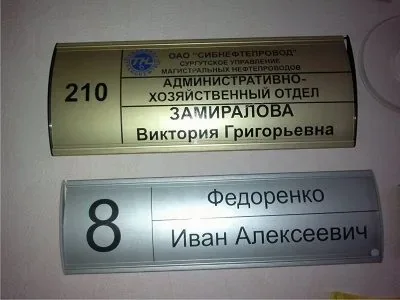 ОАО "СИБНЕФТЕПРОВОД"
СУРГУТСКОЕ УПРАВЛЕНИЕ
МАГИСТРАЛЬНЫХ НЕФТЕПРОВОДОВ
210
АДМИНИСТРАТИВНО-
ХОЗЯЙСТВЕННЫЙ ОТДЕЛ
ЗАМИРАЛОВА
Виктория Григорьевна
8
Федоренко
Иван Алексеевич